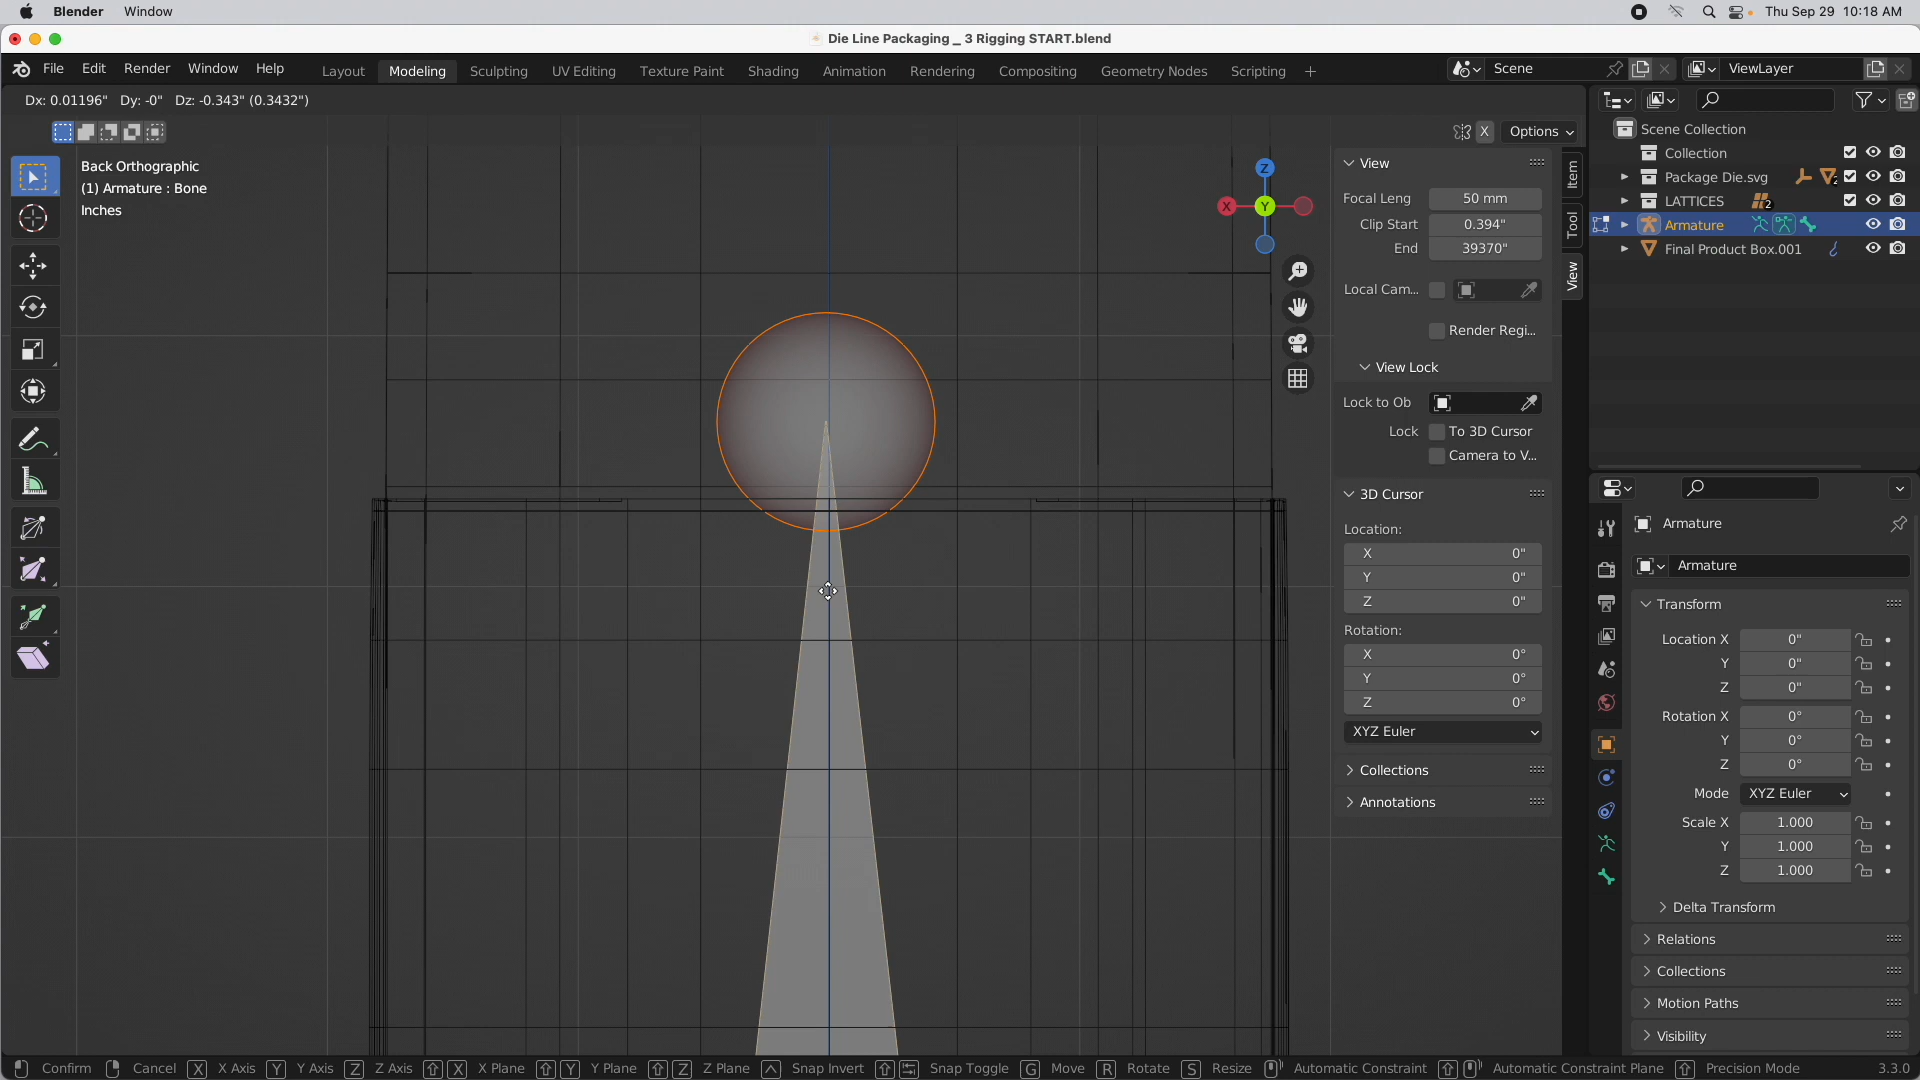 Blender Window Thu Sep 29 10:18 AM
Die Line Packaging _ 3 Rigging START.blend
File Edit Render Window Help Layout Modeling Sculpting UV Editing Texture Paint Shading Animation Rendering Compositing Geometry Nodes Scripting + Scene ViewLayer
Dx: 0.01196" Dy: -0" Dz: -0.343" (0.3432")
X Options
Back Orthographic
(1) Armature : Bone
Inches
Z
X Y
View
Focal Leng 50 mm
Clip Start 0.394"
End 39370"
Local Cam...
Render Regi...
View Lock
Lock to Ob
Lock To 3D Cursor
Camera to V...
3D Cursor
Location:
X 0"
Y 0"
Z 0"
Rotation:
X 0°
Y 0°
Z 0°
XYZ Euler
Collections
Annotations
Item
Tool
View
Scene Collection
Collection
Package Die.svg 2
LATTICES 2
Armature
Final Product Box.001
Armature
Armature
Transform
Location X 0"
Y 0"
Z 0"
Rotation X 0°
Y 0°
Z 0°
Mode XYZ Euler
Scale X 1.000
Y 1.000
Z 1.000
Delta Transform
Relations
Collections
Motion Paths
Visibility
Confirm Cancel X X Axis Y Y Axis Z Z Axis X X Plane Y Y Plane Z Z Plane Snap Invert Snap Toggle G Move R Rotate S Resize Automatic Constraint Automatic Constraint Plane Precision Mode 3.3.0